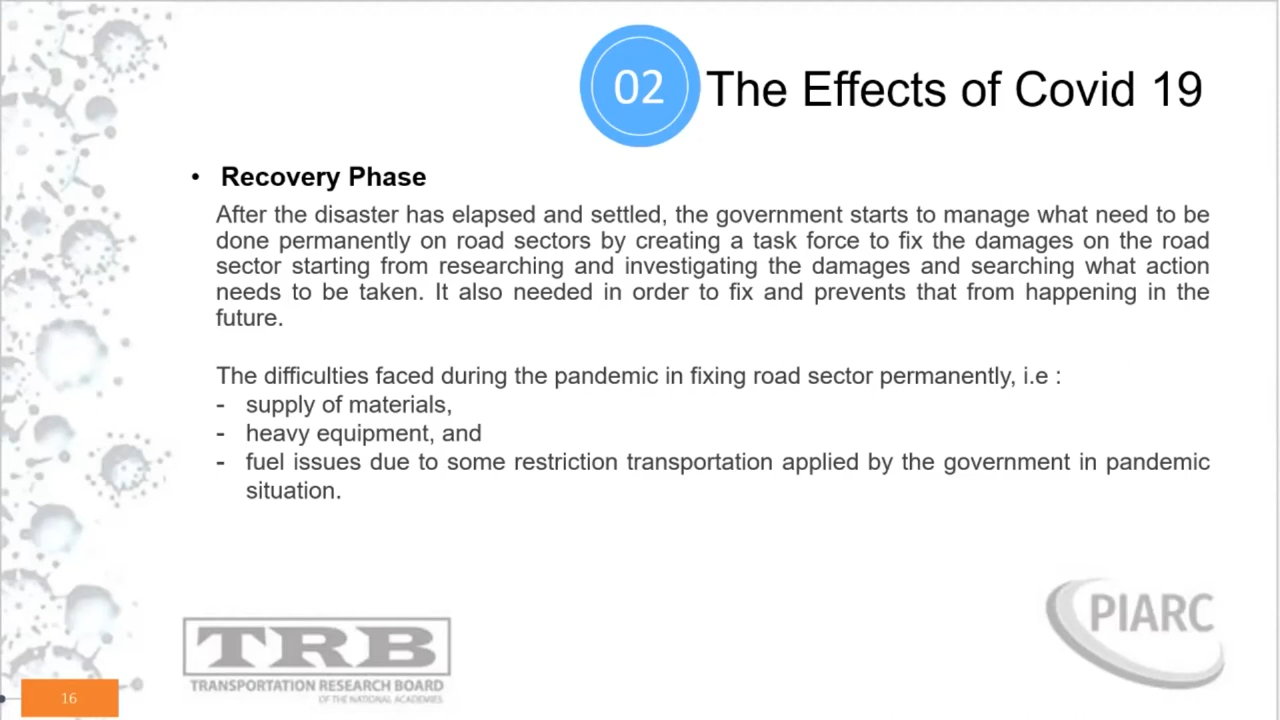 02
The Effects of Covid 19
• Recovery Phase
After the disaster has elapsed and settled, the government starts to manage what need to be
done permanently on road sectors by creating a task force to fix the damages on the road
sector starting from researching and investigating the damages and searching what action
needs to be taken. It also needed in order to fix and prevents that from happening in the
future.
The difficulties faced during the pandemic in fixing road sector permanently, i.e :
- supply of materials,
- heavy equipment, and
- fuel issues due to some restriction transportation applied by the government in pandemic
situation.
TRB
TRANSPORTATION RESEARCH BOARD
OF THE NATIONAL ACADEMIES
PIARC
16